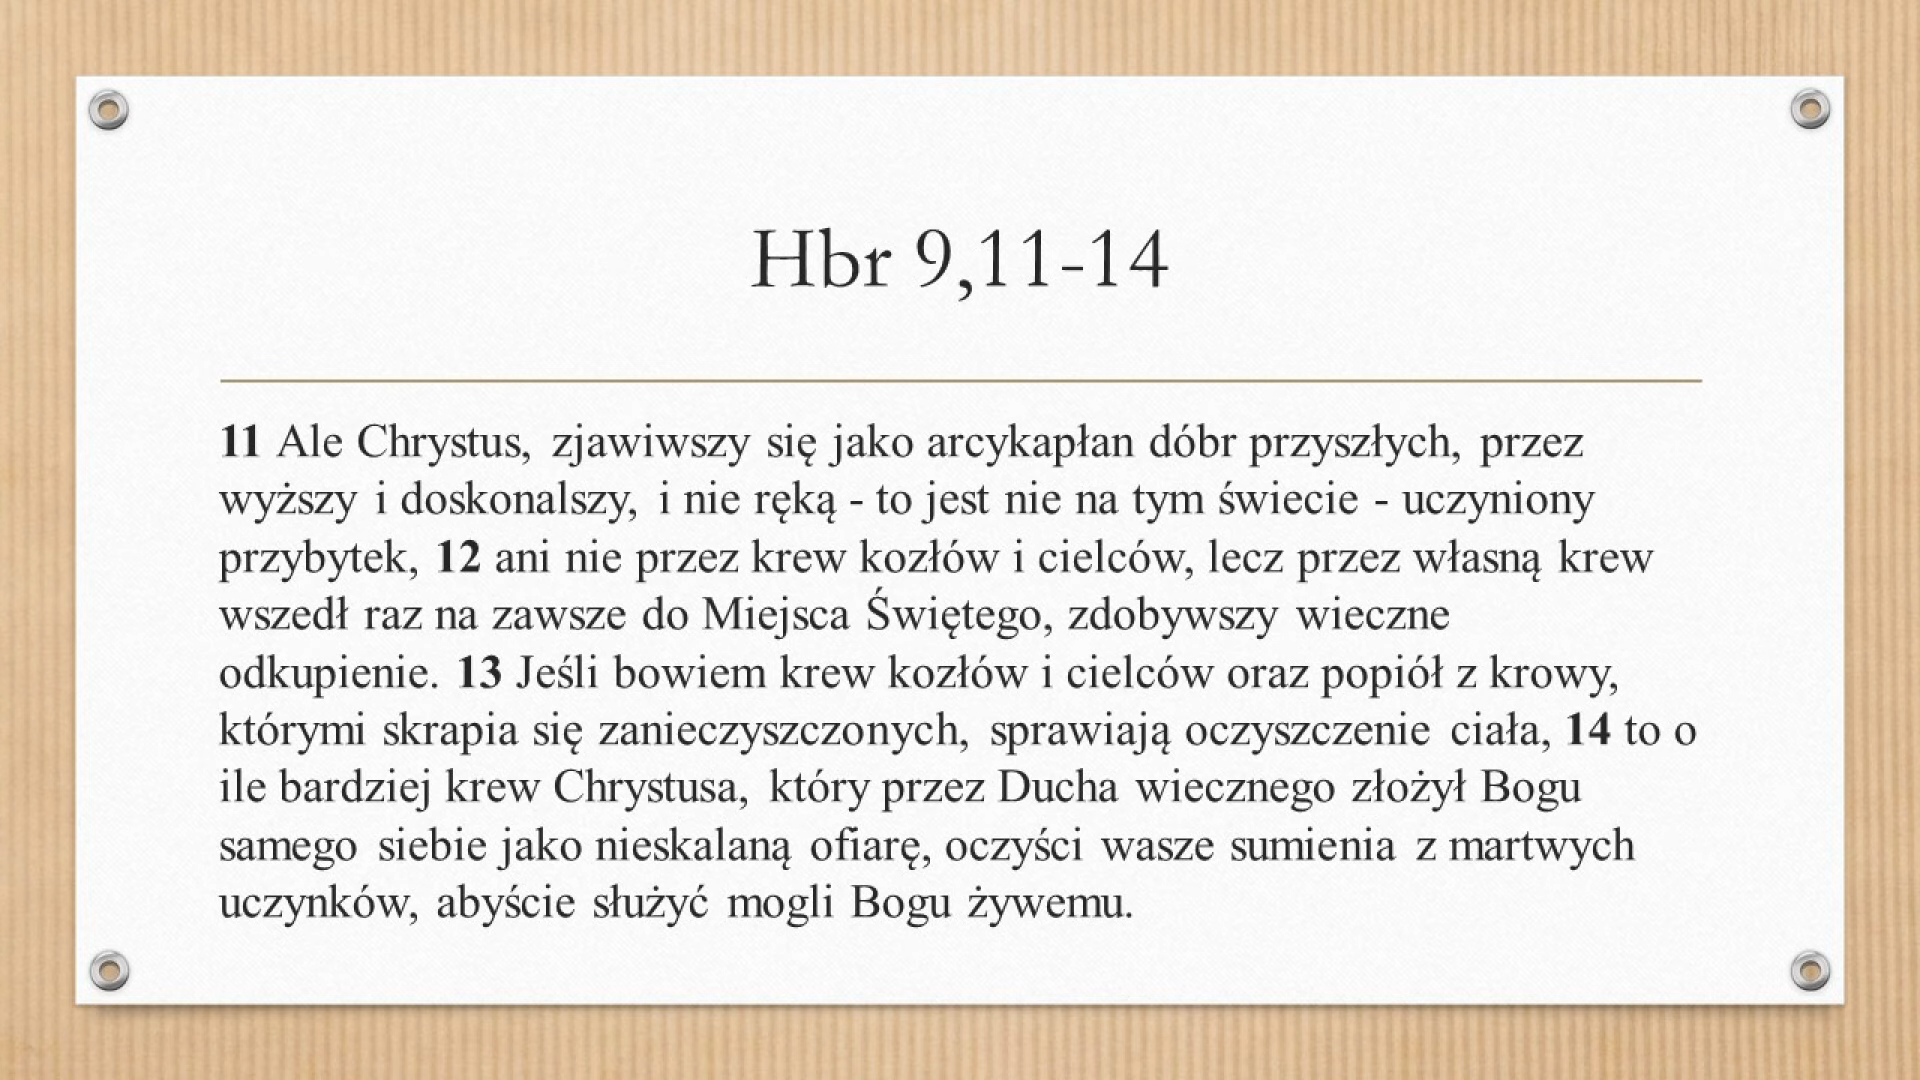 Hbr 9,11-14
11 Ale Chrystus, zjawiwszy się jako arcykapłan dóbr przyszłych, przez
wyższy i doskonalszy, i nie ręką - to jest nie na tym świecie - uczyniony
przybytek, 12 ani nie przez krew kozłów i cielców, lecz przez własną krew
wszedł raz na zawsze do Miejsca Świętego, zdobywszy wieczne
odkupienie. 13 Jeśli bowiem krew kozłów i cielców oraz popiół z krowy,
którymi skrapia się zanieczyszczonych, sprawiają oczyszczenie ciała, 14 to o
ile bardziej krew Chrystusa, który przez Ducha wiecznego złożył Bogu
samego siebie jako nieskalaną ofiarę, oczyści wasze sumienia z martwych
uczynków, abyście służyć mogli Bogu żywemu.